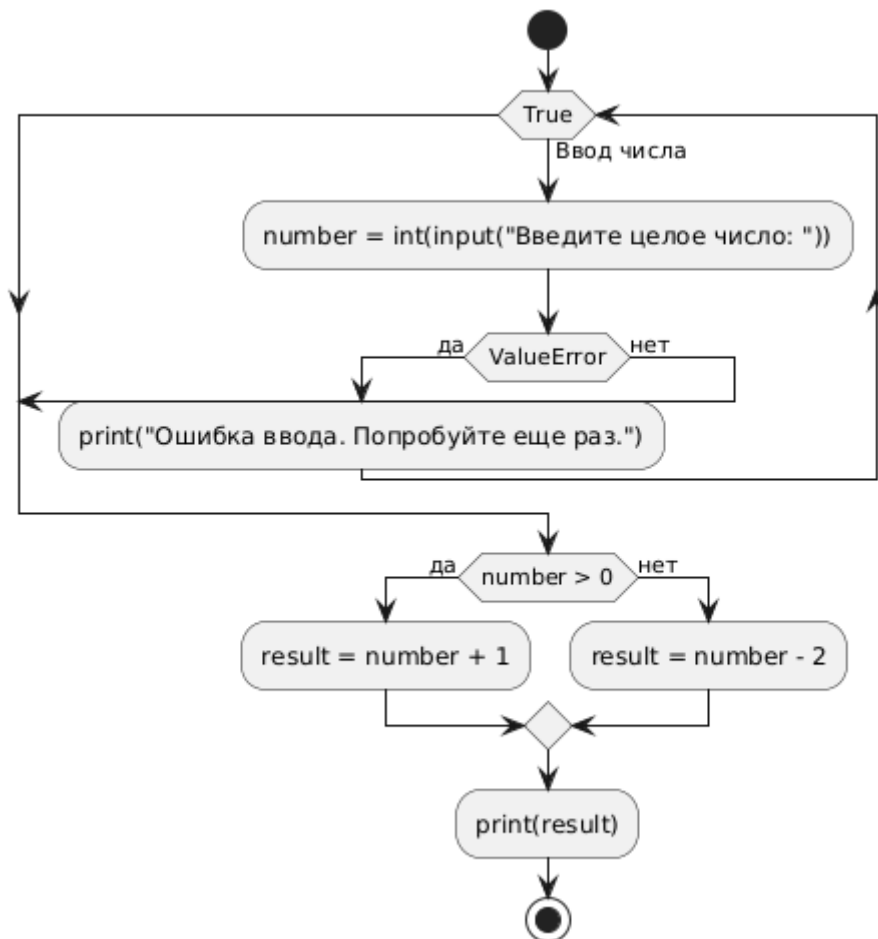 True
Ввод числа
number = int(input("Введите целое число: "))
да
ValueError
нет
print("Ошибка ввода. Попробуйте еще раз.")
да
number > 0
нет
result = number + 1
result = number - 2
print(result)